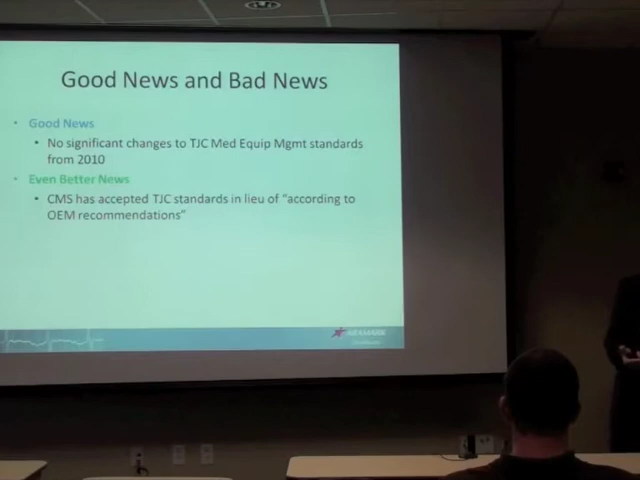 Good News and Bad News
• Good News
• No significant changes to TJC Med Equip Mgmt standards
from 2010
• Even Better News
• CMS has accepted TJC standards in lieu of "according to
OEM recommendations"
ARAMARK